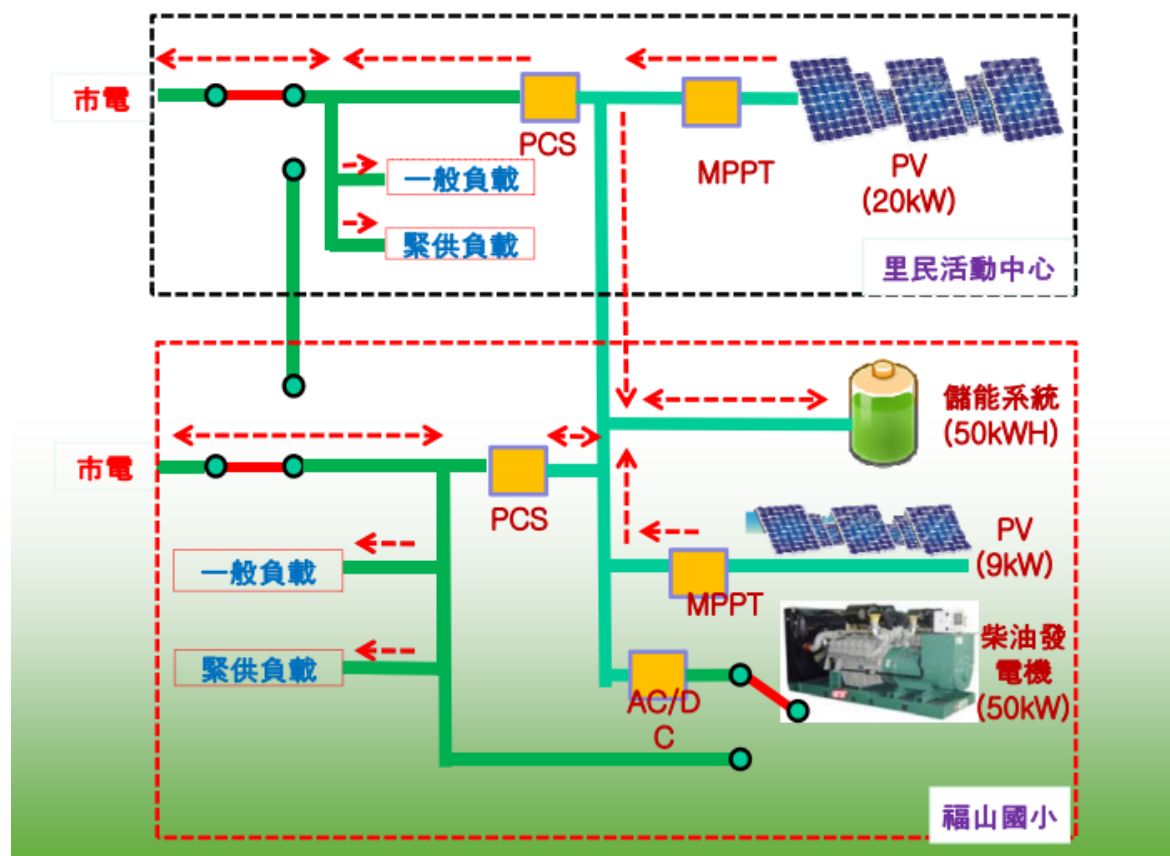 市電
PCS
MPPT
PV
(20kW)
一般負載
緊供負載
里民活動中心
儲能系統
(50kWH)
市電
PCS
PV
(9kW)
MPPT
一般負載
緊供負載
柴油發
電機
(50kW)
AC/D
C
福山國小